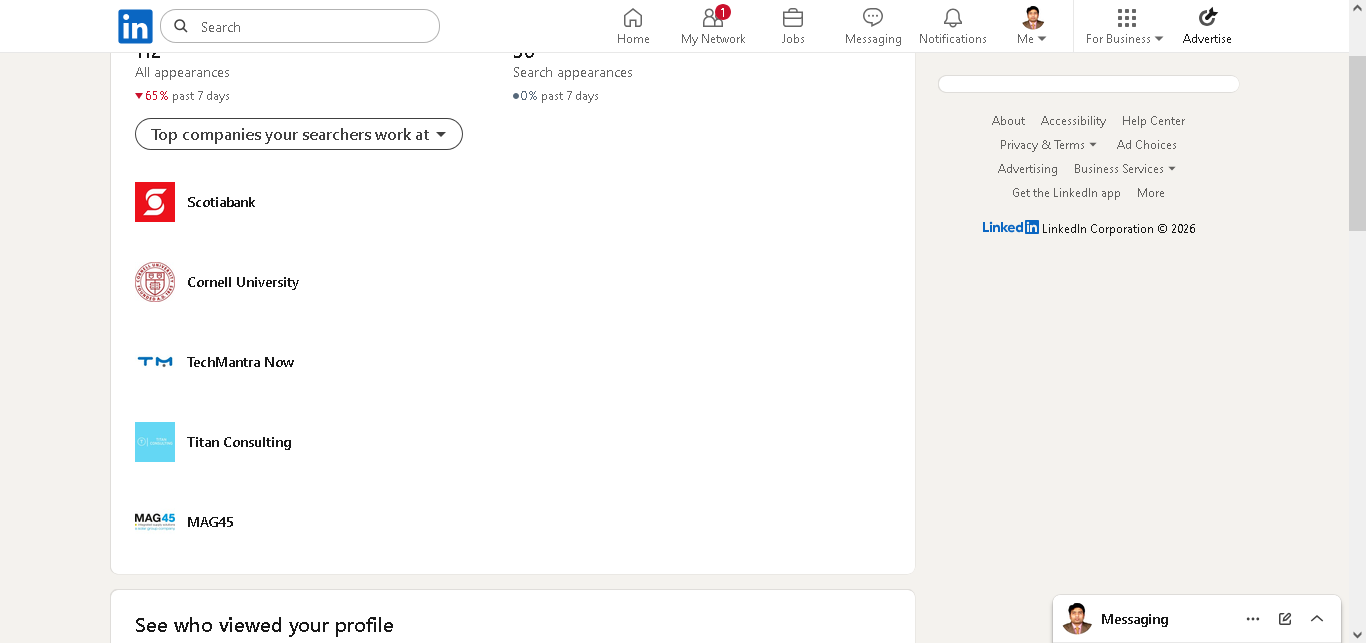 in
Search
Home
My Network
1
Jobs
Messaging
Notifications
Me
For Business
Advertise
All appearances
Search appearances
65% past 7 days
0% past 7 days
Top companies your searchers work at
Scotiabank
Cornell University
TechMantra Now
Titan Consulting
MAG45
MAG45
See who viewed your profile
About Accessibility Help Center
Privacy & Terms Ad Choices
Advertising Business Services
Get the LinkedIn app More
LinkedIn LinkedIn Corporation © 2026
Messaging